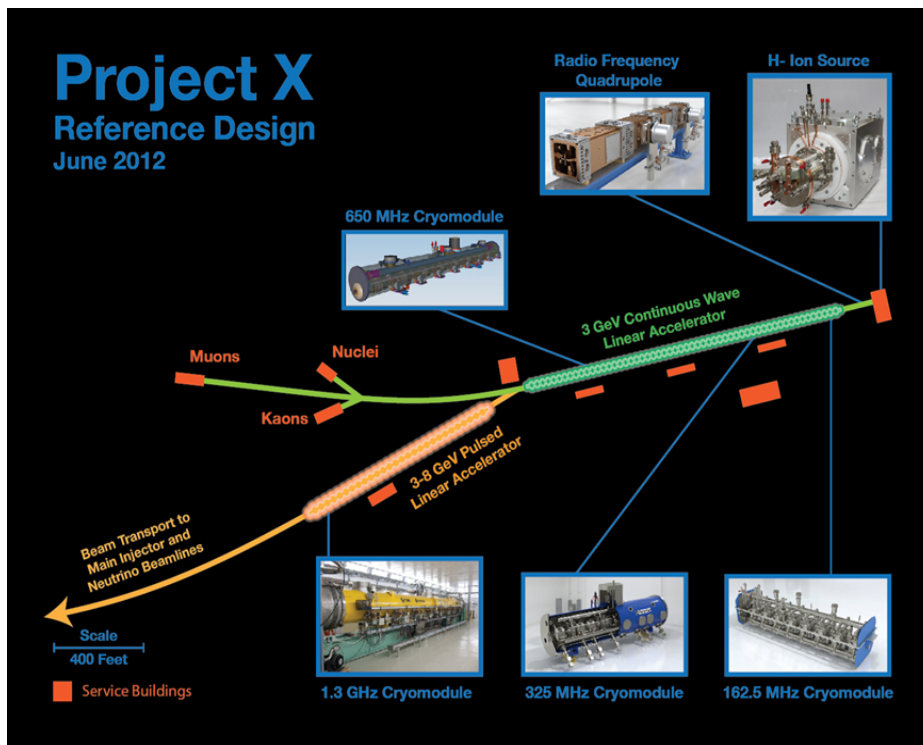 Project X
Reference Design
June 2012
Radio Frequency
Quadrupole
H- Ion Source
650 MHz Cryomodule
3 GeV Continuous Wave
Linear Accelerator
Muons
Nuclei
Kaons
3-8 GeV Pulsed
Linear Accelerator
Beam Transport to
Main Injector and
Neutrino Beamlines
Scale
400 Feet
Service Buildings
1.3 GHz Cryomodule
325 MHz Cryomodule
162.5 MHz Cryomodule